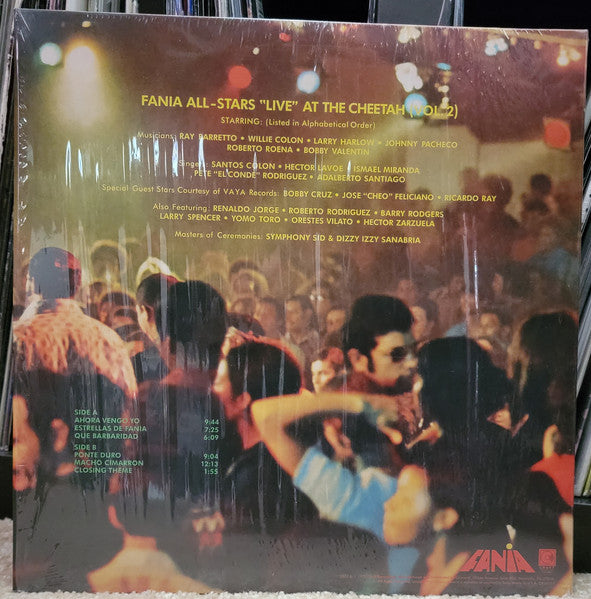 FANIA ALL-STARS "LIVE" AT THE CHEETAH (VOL. 2)
STARRING: (Listed in Alphabetical Order)
Musicians: RAY BARRETTO • WILLIE COLON • LARRY HARLOW • JOHNNY PACHECO
ROBERTO ROENA • BOBBY VALENTIN
Singers: SANTOS COLON • HECTOR LAVOE • ISMAEL MIRANDA
PETE "EL CONDE" RODRIGUEZ • ADALBERTO SANTIAGO
Special Guest Stars Courtesy of VAYA Records: BOBBY CRUZ • JOSE "CHEO" FELICIANO • RICARDO RAY
Also Featuring: RENALDO JORGE • ROBERTO RODRIGUEZ • BARRY RODGERS
LARRY SPENCER • YOMO TORO • ORESTES VILATO • HECTOR ZARZUELA
Masters of Ceremonies: SYMPHONY SID & DIZZY IZZY SANABRIA
SIDE A
AHORA VENGO YO 9:44
ESTRELLAS DE FANIA 7:25
QUE BARBARIDAD 6:09
SIDE B
PONTE DURO 9:04
MACHO CIMARRON 12:13
CLOSING THEME 1:55
FANIA